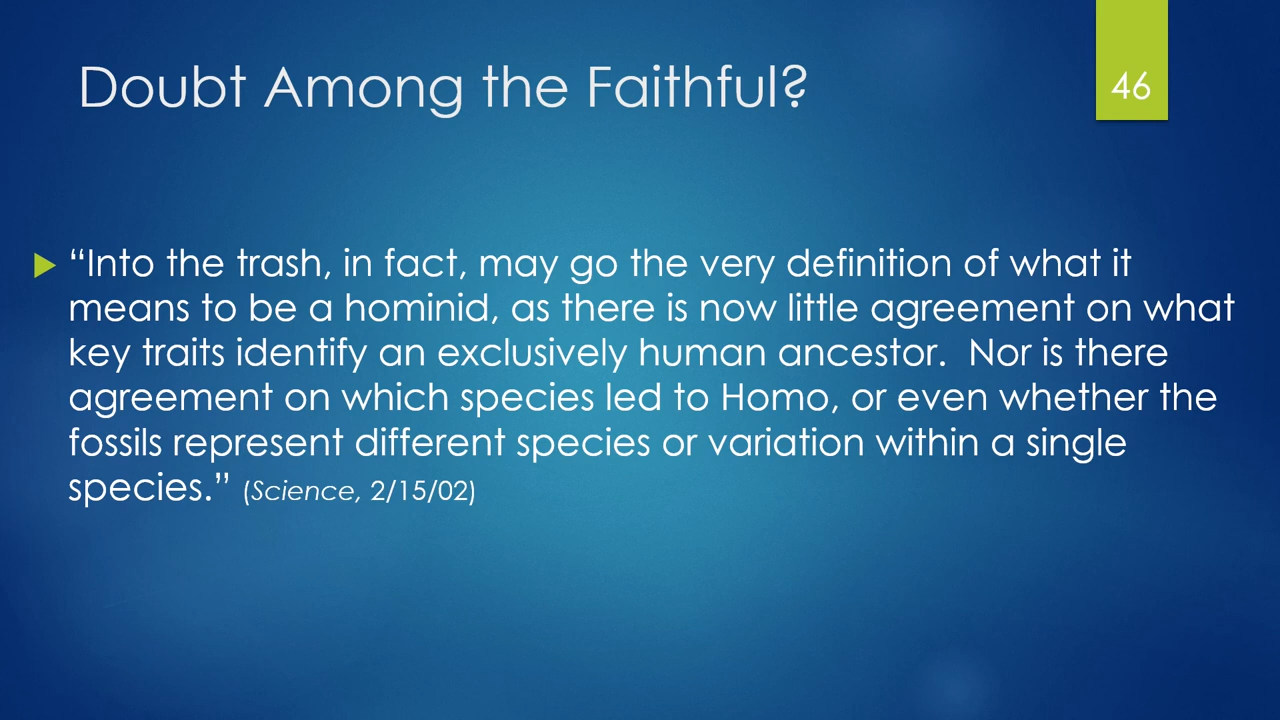 Doubt Among the Faithful?
46
“Into the trash, in fact, may go the very definition of what it
means to be a hominid, as there is now little agreement on what
key traits identify an exclusively human ancestor.  Nor is there
agreement on which species led to Homo, or even whether the
fossils represent different species or variation within a single
species.” (Science, 2/15/02)